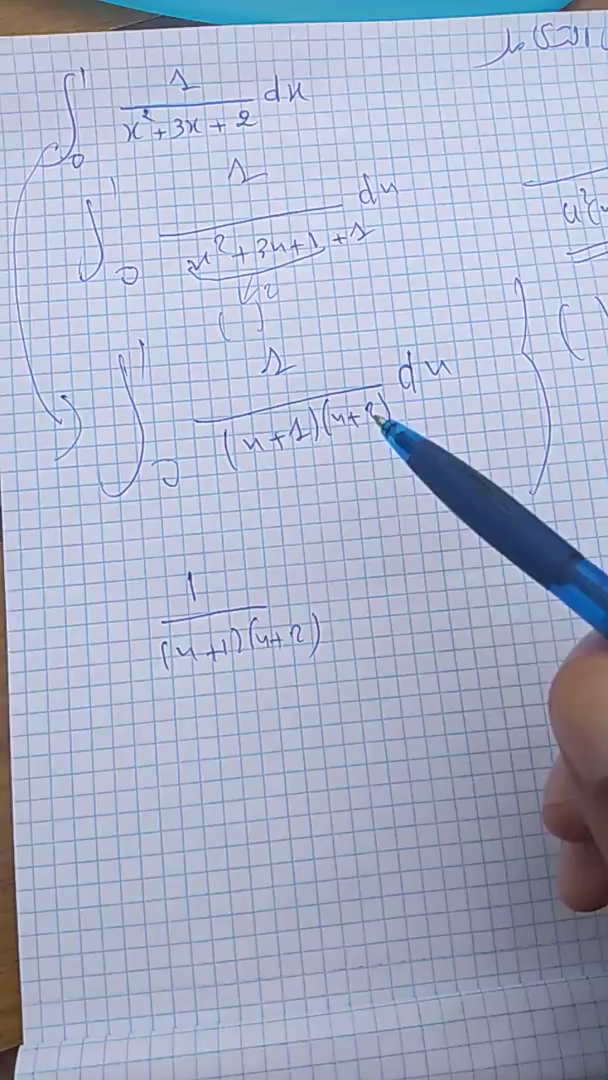 ∫₀¹ 1/(x²+3x+2) dx
∫₀¹ 1/(x²+3x+1+1) dx
( )²
∫₀¹ 1/((x+1)(x+2)) dx
1/((x+1)(x+2))